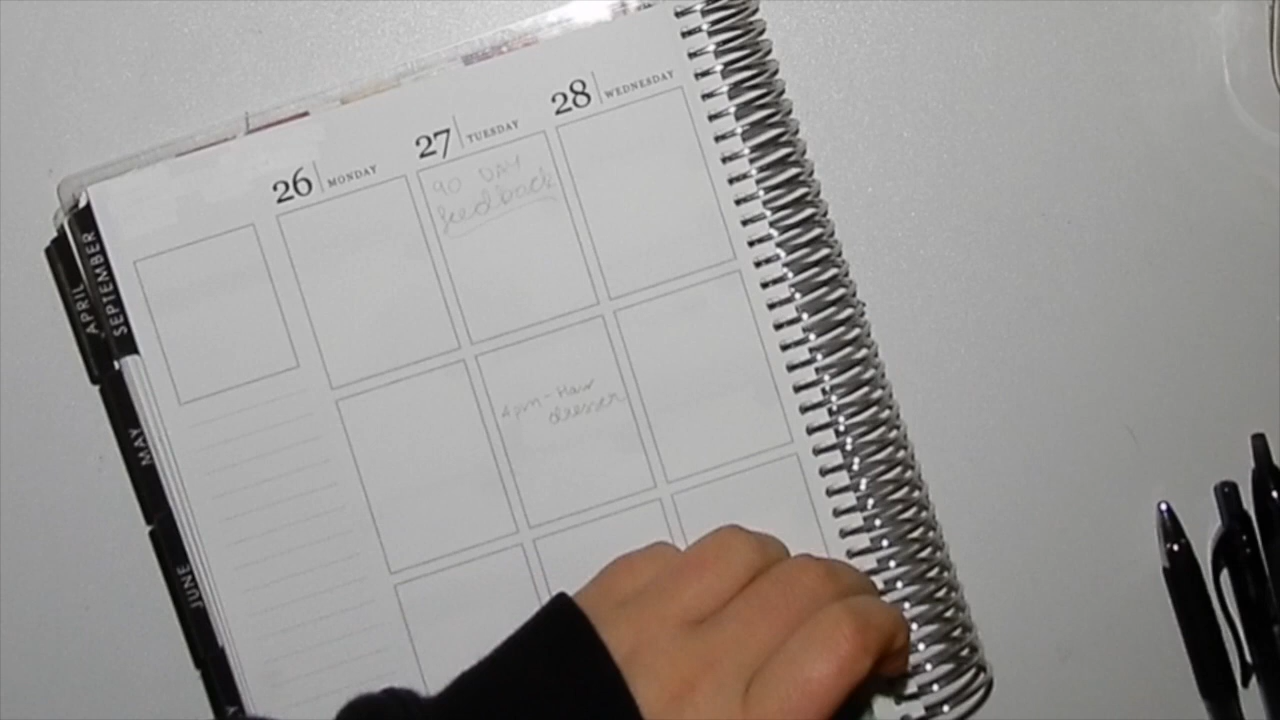 26 MONDAY
27 TUESDAY
28 WEDNESDAY
90 DAY
feedback
4pm - Hair
dresser
APRIL
SEPTEMBER
MAY
JUNE